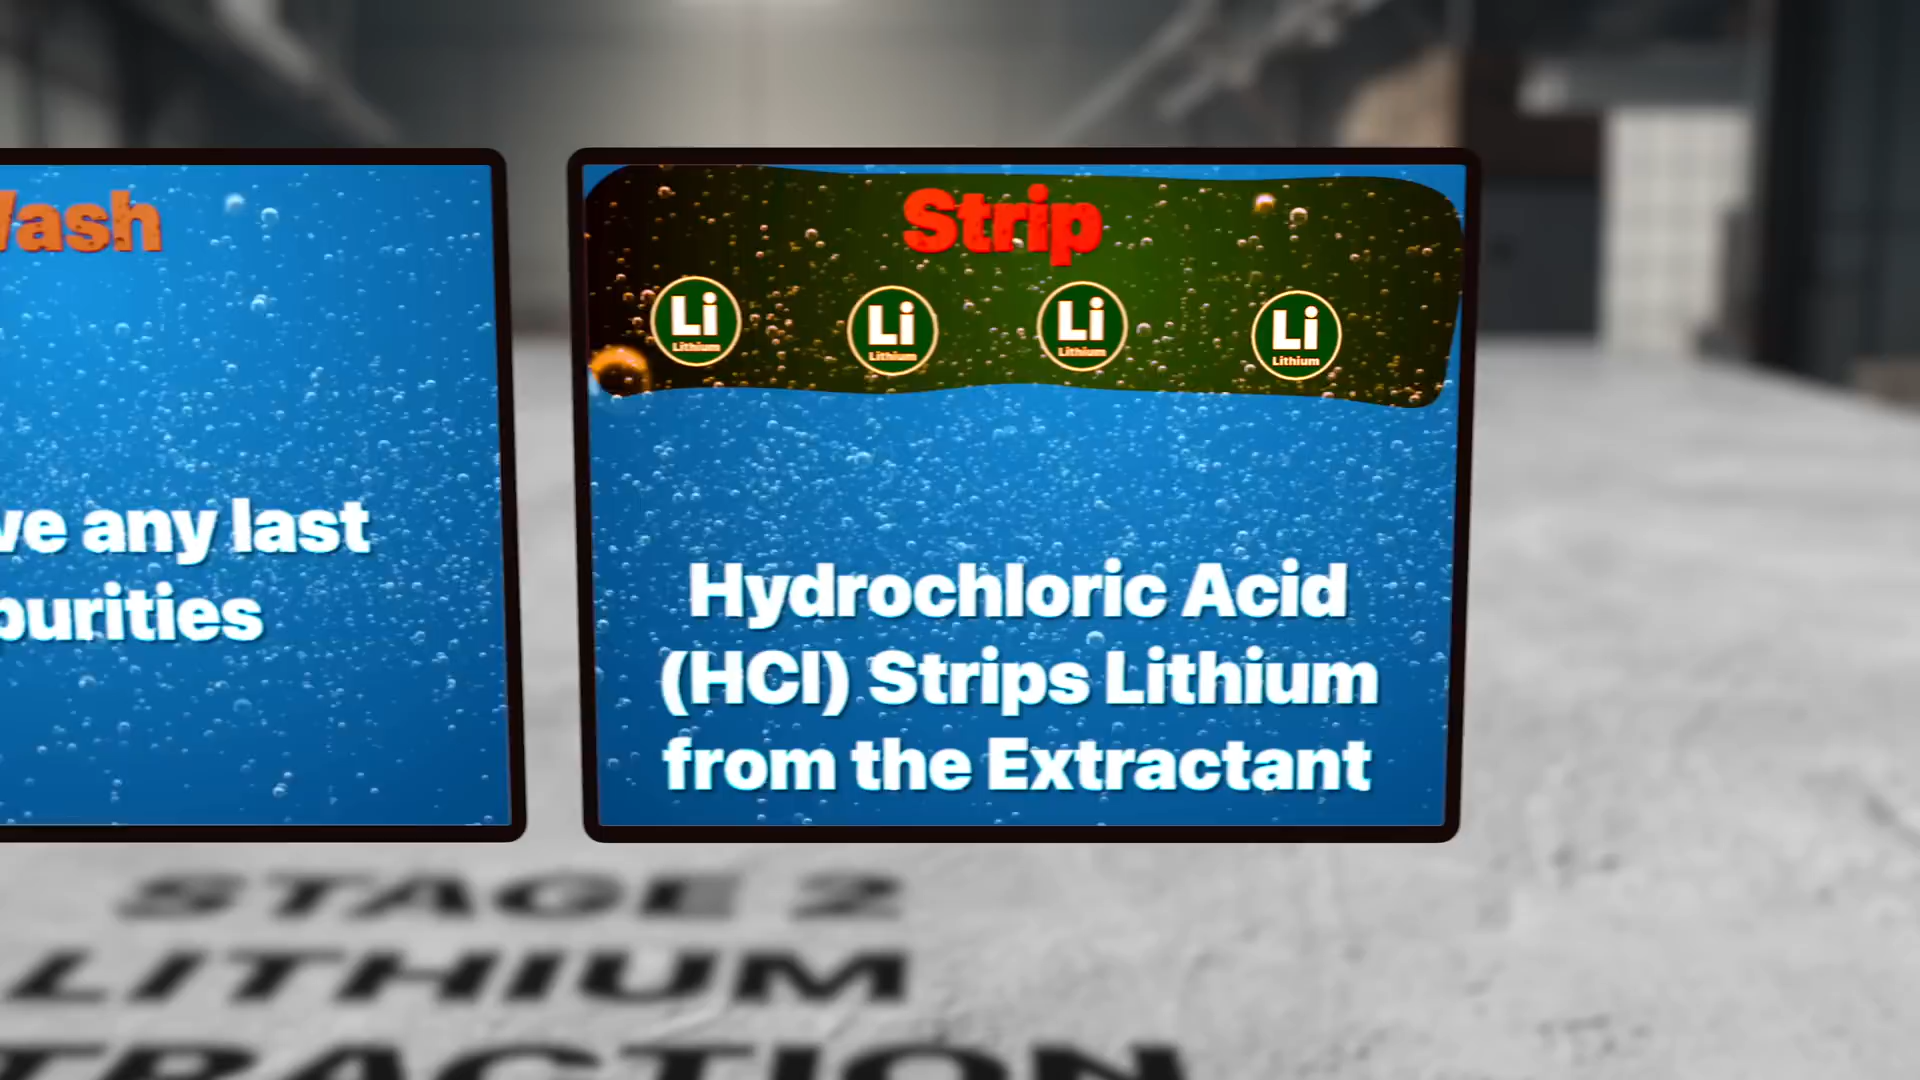 Wash
ve any last
purities
Strip
Li
Lithium
Li
Lithium
Li
Lithium
Li
Lithium
Hydrochloric Acid
(HCl) Strips Lithium
from the Extractant
STAGE 2
LITHIUM
TRACTION